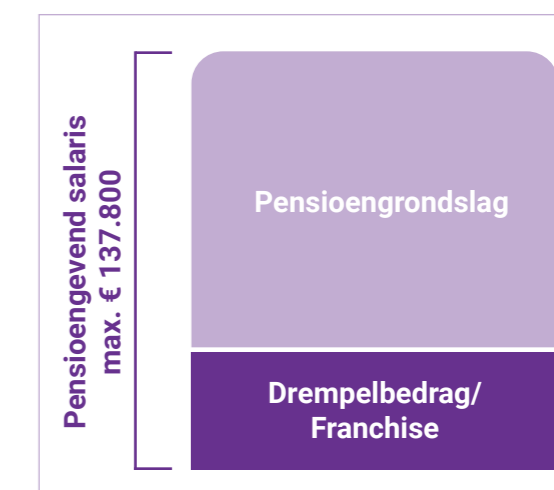 Pensioengevend salaris
max. € 137.800
Pensioengrondslag
Drempelbedrag/
Franchise